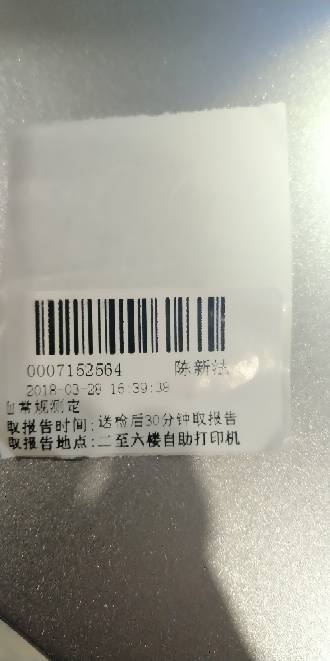 0007152564 陈新
2018-03-28 16:39:38
常规测定
取报告时间:送检后30分钟取报告
取报告地点:二至六楼自助打印机